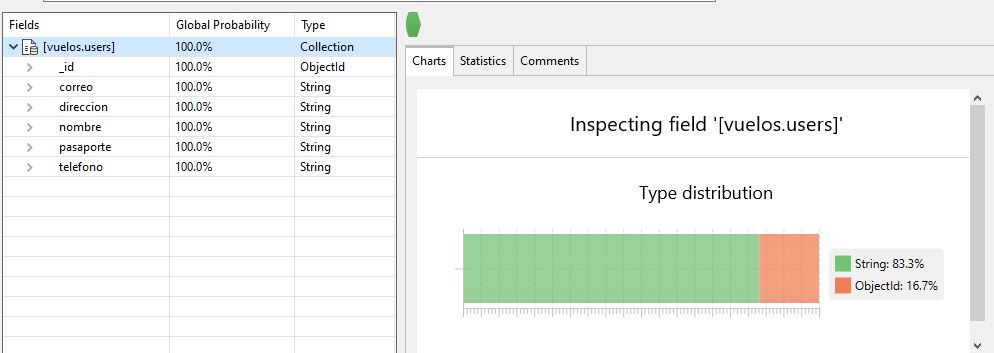 Fields Global Probability Type
[vuelos.users] 100.0% Collection
_id 100.0% ObjectId
correo 100.0% String
direccion 100.0% String
nombre 100.0% String
pasaporte 100.0% String
telefono 100.0% String
Charts Statistics Comments
Inspecting field '[vuelos.users]'
Type distribution
String: 83.3%
ObjectId: 16.7%